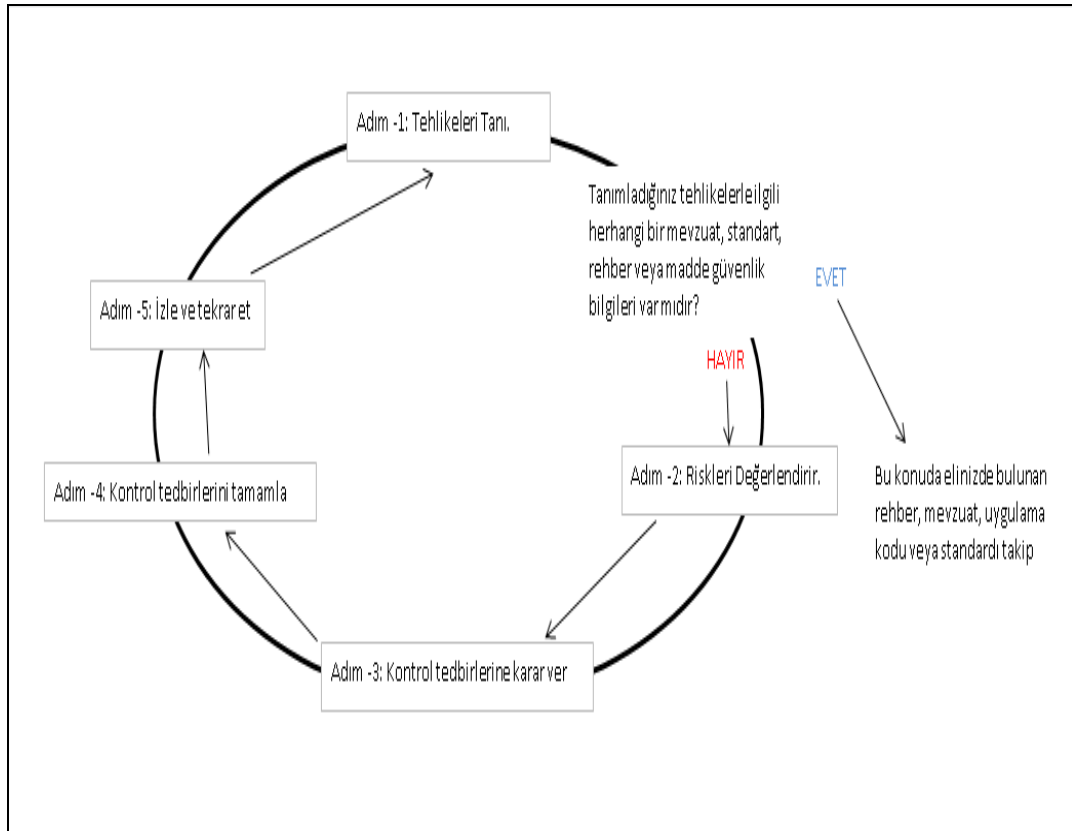 Adım -1: Tehlikeleri Tanı.
Tanımladığınız tehlikelerle ilgili
herhangi bir mevzuat, standart,
rehber veya madde güvenlik
bilgileri var mıdır?
EVET
HAYIR
Adım -5: İzle ve tekrar et
Adım -2: Riskleri Değerlendirir.
Adım -4: Kontrol tedbirlerini tamamla
Bu konuda elinizde bulunan
rehber, mevzuat, uygulama
kodu veya standardı takip
Adım -3: Kontrol tedbirlerine karar ver